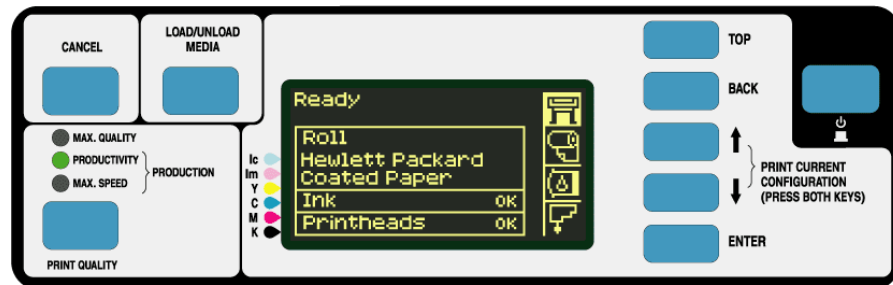 CANCEL
LOAD/UNLOAD
MEDIA
MAX. QUALITY
PRODUCTIVITY
MAX. SPEED
PRODUCTION
PRINT QUALITY
lc
lm
Y
C
M
K
Ready
Roll
Hewlett Packard
Coated Paper
Ink OK
Printheads OK
TOP
BACK
PRINT CURRENT
CONFIGURATION
(PRESS BOTH KEYS)
ENTER